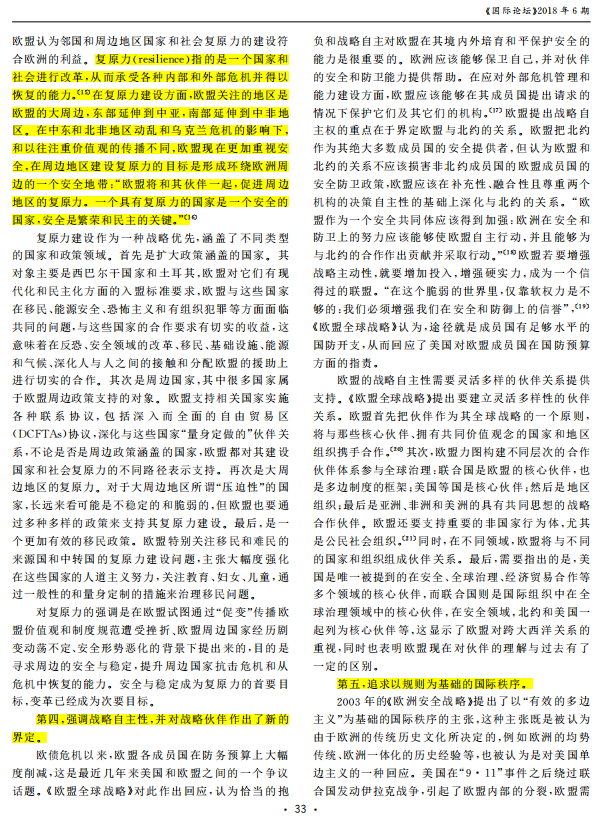 《国际论坛》2018 年 6 期
欧盟认为邻国和周边地区国家和社会复原力的建设符
合欧洲的利益。复原力(resilience)指的是一个国家和
社会进行改革,从而承受各种内部和外部危机并得以
恢复的能力。〔15〕在复原力建设方面,欧盟关注的地区是
欧盟的大周边,东部延伸到中亚,南部延伸到中非地
区。在中东和北非地区动乱和乌克兰危机的影响下,
和以往注重价值观的传播不同,欧盟现在更加重视安
全,在周边地区建设复原力的目标是形成环绕欧洲周
边的一个安全地带:“欧盟将和其伙伴一起,促进周边
地区的复原力。一个具有复原力的国家是一个安全的
国家,安全是繁荣和民主的关键。”〔16〕
复原力建设作为一种战略优先,涵盖了不同类型
的国家和政策领域。首先是扩大政策涵盖的国家。其
对象主要是西巴尔干国家和土耳其,欧盟对它们有现
代化和民主化方面的入盟标准要求,欧盟与这些国家
在移民、能源安全、恐怖主义和有组织犯罪等方面面临
共同的问题,与这些国家的合作要求有切实的收益,这
意味着在反恐、安全领域的改革、移民、基础设施、能源
和气候、深化人与人之间的接触和分配欧盟的援助上
进行切实的合作。其次是周边国家,其中很多国家属
于欧盟周边政策支持的对象。欧盟支持相关国家实施
各种联系协议,包括深入而全面的自由贸易区
(DCFTAs)协议,深化与这些国家“量身定做的”伙伴关
系,不论是否是周边政策涵盖的国家,欧盟都对其建设
国家和社会复原力的不同路径表示支持。再次是大周
边地区的复原力。对于大周边地区所谓“压迫性”的国
家,长远来看可能是不稳定的和脆弱的,但欧盟也要通
过多种多样的政策来支持其复原力建设。最后,是一
个更加有效的移民政策。欧盟特别关注移民和难民的
来源国和中转国的复原力建设问题,主张大幅度强化
在这些国家的人道主义努力,关注教育、妇女、儿童,通
过一般性的和量身定制的措施来治理移民问题。
对复原力的强调是在欧盟试图通过“促变”传播欧
盟价值观和制度规范遭受挫折、欧盟周边国家经历剧
变动荡不定、安全形势恶化的背景下提出来的,目的是
寻求周边的安全与稳定,提升周边国家抗击危机和从
危机中恢复的能力。安全与稳定成为复原力的首要目
标,变革已经成为次要目标。
第四,强调战略自主性,并对战略伙伴作出了新的
界定。
欧债危机以来,欧盟各成员国在防务预算上大幅
度削减,这是最近几年来美国和欧盟之间的一个争议
话题。《欧盟全球战略》对此作出回应,认为恰当的抱
负和战略自主对欧盟在其境内外培育和平保护安全的
能力是很重要的。欧洲应该能够保卫自己,并对伙伴
的安全和防卫能力提供帮助。在应对外部危机管理和
能力建设方面,欧盟应该能够在其成员国提出请求的
情况下保护它们及其它们的机构。〔17〕欧盟提出战略自
主权的重点在于界定欧盟与北约的关系。欧盟把北约
作为其绝大多数成员国的安全提供者,但认为欧盟和
北约的关系不应该损害非北约成员国的欧盟成员国的
安全防卫政策,欧盟应该在补充性、融合性且尊重两个
机构的决策自主性的基础上深化与北约的关系。“欧
盟作为一个安全共同体应该得到加强:欧洲在安全和
防卫上的努力应该能够使欧盟自主行动,并且能够为
与北约的合作作出贡献并采取行动。”〔18〕欧盟若要增强
战略主动性,就要增加投入,增强硬实力,成为一个信
得过的联盟。“在这个脆弱的世界里,仅靠软权力是不
够的:我们必须增强我们在安全和防御上的信誉”,〔19〕
《欧盟全球战略》认为,途径就是成员国有足够水平的
国防开支,从而回应了美国对欧盟成员国在国防预算
方面的指责。
欧盟的战略自主性需要灵活多样的伙伴关系提供
支持。《欧盟全球战略》提出要建立灵活多样性的伙伴
关系。欧盟首先把伙伴作为其全球战略的一个原则,
将与那些核心伙伴、拥有共同价值观念的国家和地区
组织携手合作。〔20〕其次,欧盟力图构建不同层次的合作
伙伴体系参与全球治理:联合国是欧盟的核心伙伴,也
是多边制度的框架;美国等国是核心伙伴;然后是地区
组织;最后是亚洲、非洲和美洲的具有共同思想的战略
合作伙伴。欧盟还要支持重要的非国家行为体,尤其
是公民社会组织。〔21〕同时,在不同领域,欧盟将与不同
的国家和组织组成伙伴关系。最后,需要指出的是,美
国是唯一被提到的在安全、全球治理、经济贸易合作等
多个领域的核心伙伴,而联合国则是国际组织中在全
球治理领域中的核心伙伴,在安全领域,北约和美国一
起列为核心伙伴等,这显示了欧盟对跨大西洋关系的
重视,同时也表明欧盟现在对伙伴的理解与过去有了
一定的区别。
第五,追求以规则为基础的国际秩序。
2003 年的《欧洲安全战略》提出了以“有效的多边
主义”为基础的国际秩序的主张,这种主张既是被认为
由于欧洲的传统历史文化所决定的,例如欧洲的均势
传统、欧洲一体化的历史经验等,也被认为是对美国单
边主义的一种回应。美国在“9·11”事件之后绕过联
合国发动伊拉克战争,引起了欧盟内部的分裂,欧盟需
· 33 ·